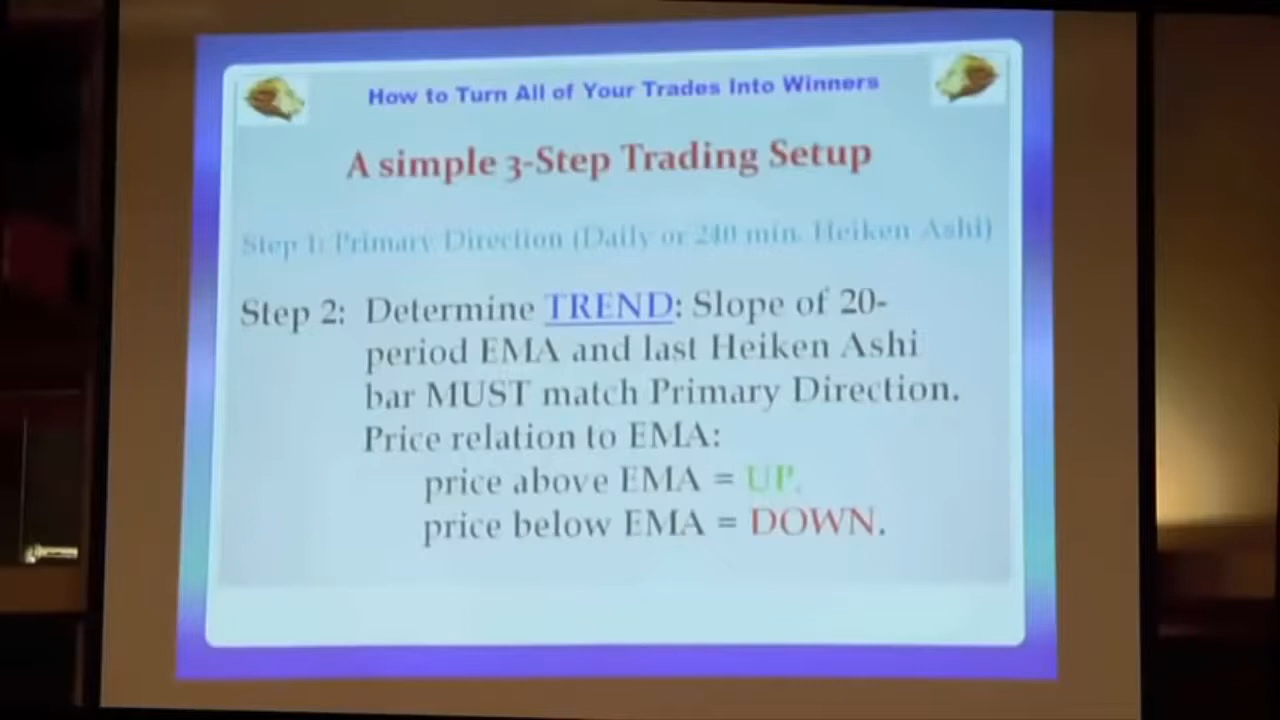 How to Turn All of Your Trades Into Winners
A simple 3-Step Trading Setup
Step 1: Primary Direction (Daily or 240 min. Heiken Ashi)
Step 2: Determine TREND: Slope of 20-
period EMA and last Heiken Ashi
bar MUST match Primary Direction.
Price relation to EMA:
price above EMA = UP.
price below EMA = DOWN.